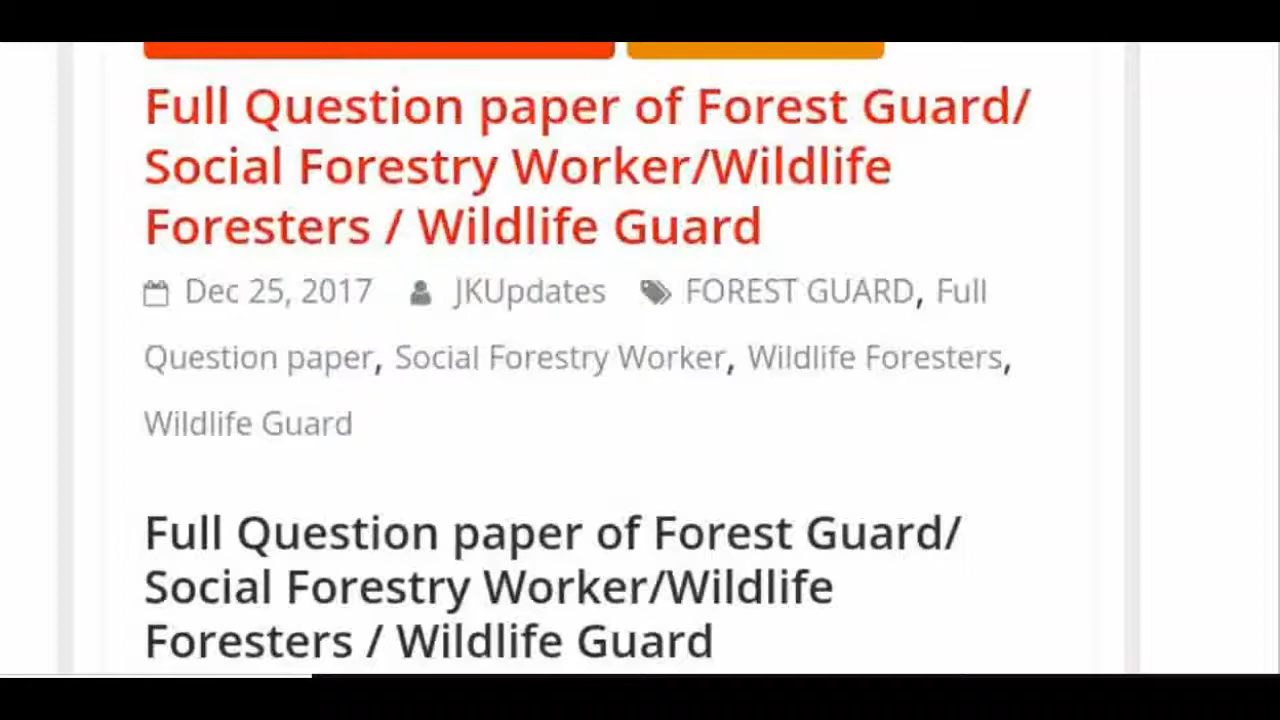 Full Question paper of Forest Guard/
Social Forestry Worker/Wildlife
Foresters / Wildlife Guard
Dec 25, 2017 JKUpdates FOREST GUARD, Full
Question paper, Social Forestry Worker, Wildlife Foresters,
Wildlife Guard
Full Question paper of Forest Guard/
Social Forestry Worker/Wildlife
Foresters / Wildlife Guard